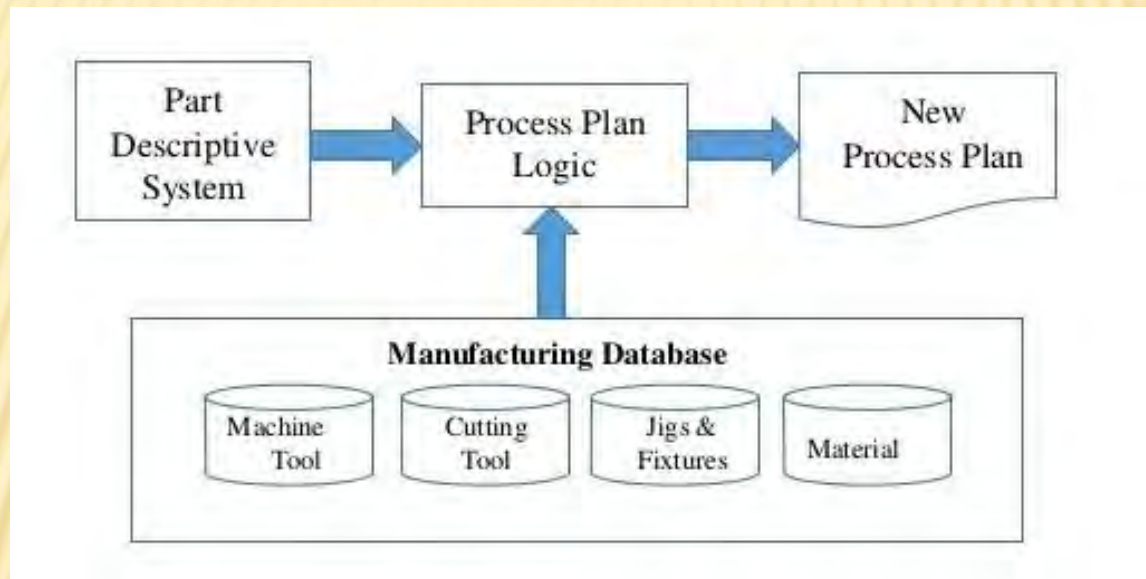 Part
Descriptive
System
Process Plan
Logic
New
Process Plan
Manufacturing Database
Machine
Tool
Cutting
Tool
Jigs &
Fixtures
Material